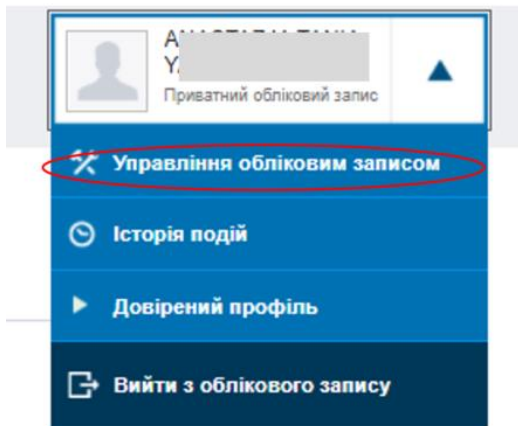 Приватний обліковий запис
Управління обліковим записом
Історія подій
Довірений профіль
Вийти з облікового запису